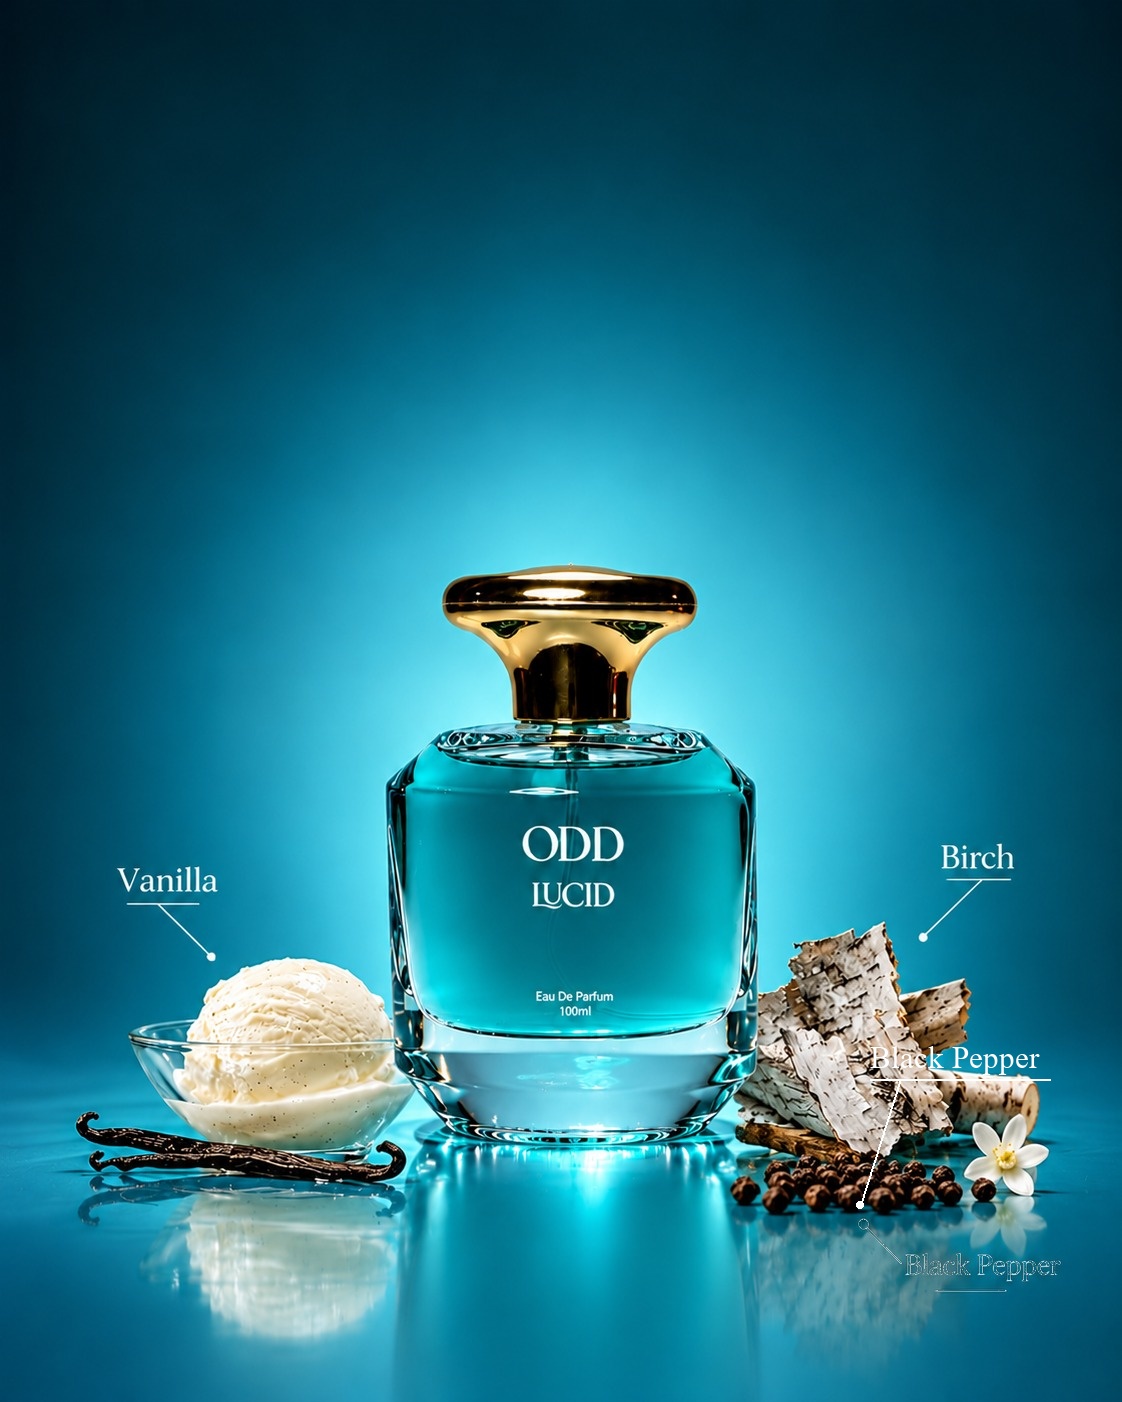 ODD
LUCID
Eau De Parfum
100ml
Vanilla
Birch
Black Pepper
Black Pepper